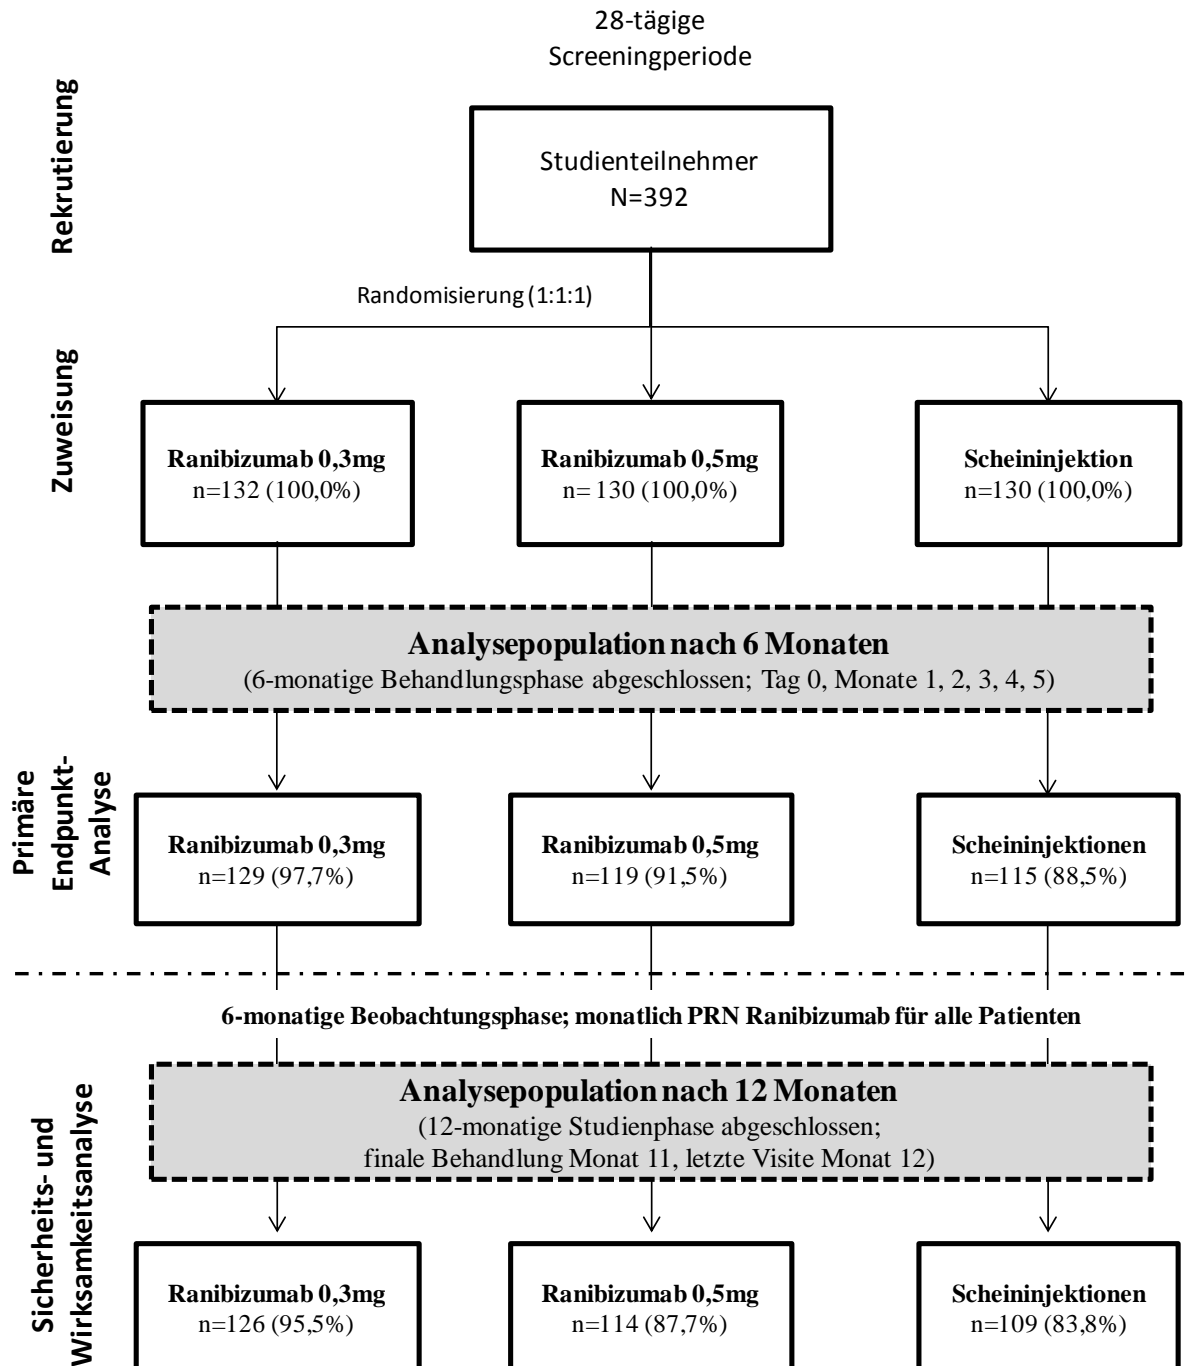 28-tägige
Screeningperiode
Rekrutierung
Studienteilnehmer
N=392
Randomisierung (1:1:1)
Zuweisung
Ranibizumab 0,3mg
n=132 (100,0%)
Ranibizumab 0,5mg
n= 130 (100,0%)
Scheininjektion
n=130 (100,0%)
Analysepopulation nach 6 Monaten
(6-monatige Behandlungsphase abgeschlossen; Tag 0, Monate 1, 2, 3, 4, 5)
Primäre
Endpunkt-
Analyse
Ranibizumab 0,3mg
n=129 (97,7%)
Ranibizumab 0,5mg
n=119 (91,5%)
Scheininjektionen
n=115 (88,5%)
6-monatige Beobachtungsphase; monatlich PRN Ranibizumab für alle Patienten
Analysepopulation nach 12 Monaten
(12-monatige Studienphase abgeschlossen;
finale Behandlung Monat 11, letzte Visite Monat 12)
Sicherheits- und
Wirksamkeitsanalyse
Ranibizumab 0,3mg
n=126 (95,5%)
Ranibizumab 0,5mg
n=114 (87,7%)
Scheininjektionen
n=109 (83,8%)